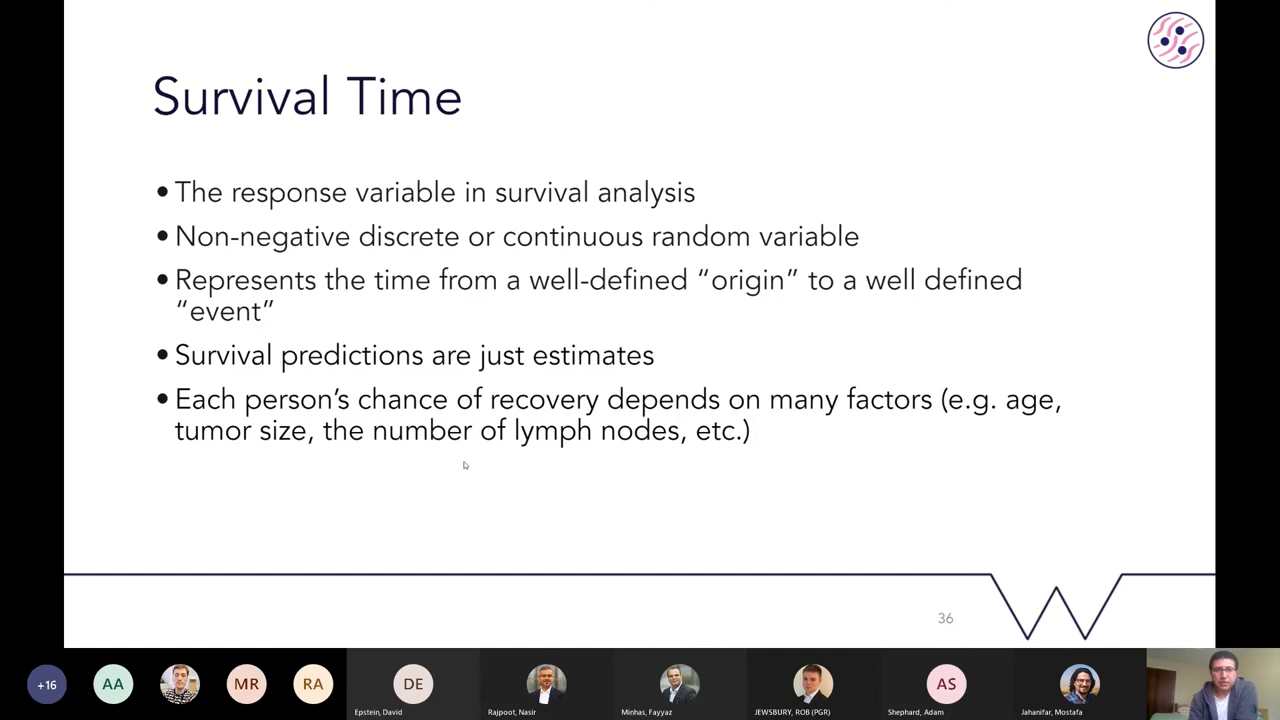 Survival Time
•The response variable in survival analysis
•Non-negative discrete or continuous random variable
•Represents the time from a well-defined “origin” to a well defined
“event”
•Survival predictions are just estimates
•Each person’s chance of recovery depends on many factors (e.g. age,
tumor size, the number of lymph nodes, etc.)
36
+16
AA
MR
RA
DE
AS
Epstein, David
Rajpoot, Nasir
Minhas, Fayyaz
JEWSBURY, ROB (PGR)
Shephard, Adam
Jahanifar, Mostafa